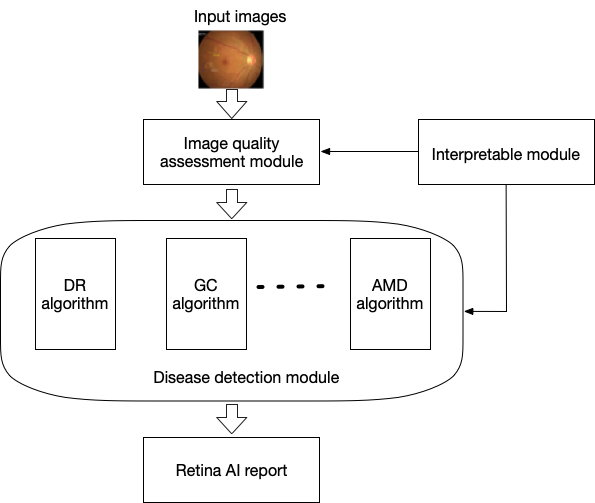 Input images
Image quality
assessment module
Interpretable module
DR
algorithm
GC
algorithm
AMD
algorithm
Disease detection module
Retina AI report